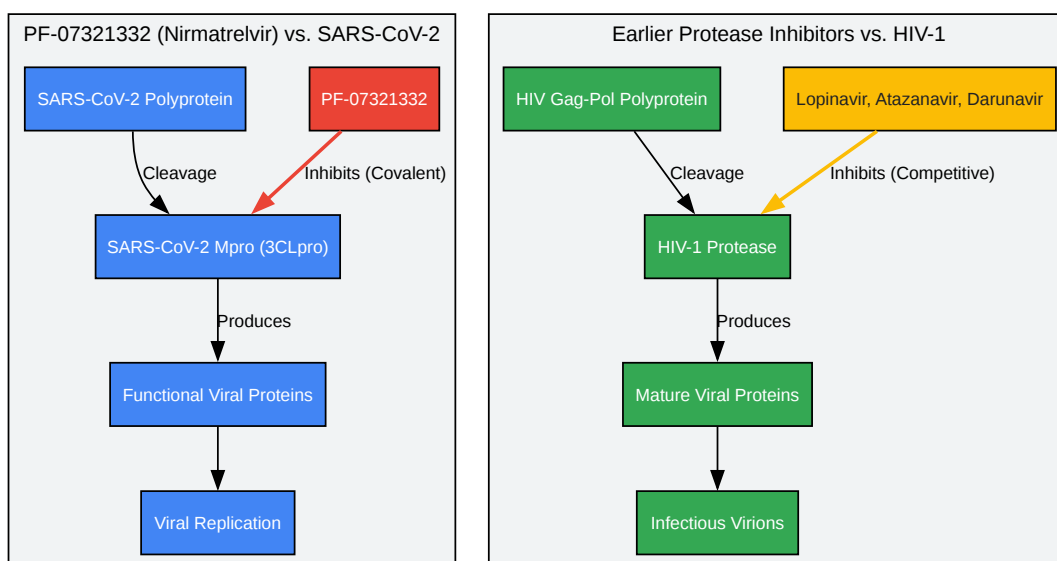 PF-07321332 (Nirmatrelvir) vs. SARS-CoV-2
SARS-CoV-2 Polyprotein
PF-07321332
Cleavage
Inhibits (Covalent)
SARS-CoV-2 Mpro (3CLpro)
Produces
Functional Viral Proteins
Viral Replication
Earlier Protease Inhibitors vs. HIV-1
HIV Gag-Pol Polyprotein
Lopinavir, Atazanavir, Darunavir
Cleavage
Inhibits (Competitive)
HIV-1 Protease
Produces
Mature Viral Proteins
Infectious Virions